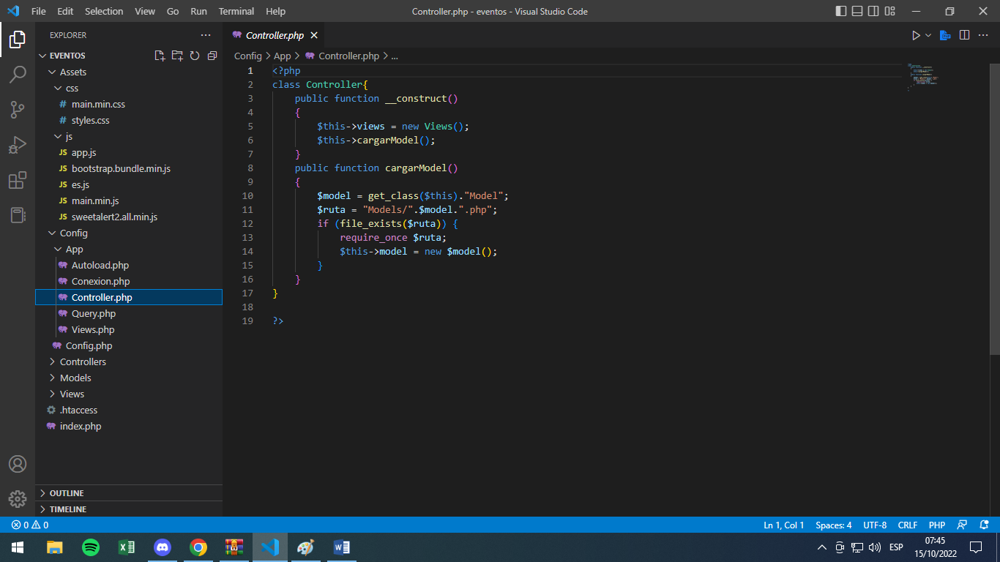 File Edit Selection View Go Run Terminal Help Controller.php - eventos - Visual Studio Code
EXPLORER
EVENTOS
Assets
css
# main.min.css
# styles.css
js
JS app.js
JS bootstrap.bundle.min.js
JS es.js
JS main.min.js
JS sweetalert2.all.min.js
Config
App
Autoload.php
Conexion.php
Controller.php
Query.php
Views.php
Config.php
Controllers
Models
Views
.htaccess
index.php
OUTLINE
TIMELINE
Controller.php
Config > App > Controller.php > ...
1 <?php
2 class Controller{
3     public function __construct()
4     {
5         $this->views = new Views();
6         $this->cargarModel();
7     }
8     public function cargarModel()
9     {
10         $model = get_class($this)."Model";
11         $ruta = "Models/".$model.".php";
12         if (file_exists($ruta)) {
13             require_once $ruta;
14             $this->model = new $model();
15         }
16     }
17 }
18
19 ?>
0 0 Ln 1, Col 1 Spaces: 4 UTF-8 CRLF PHP
ESP
07:45
15/10/2022